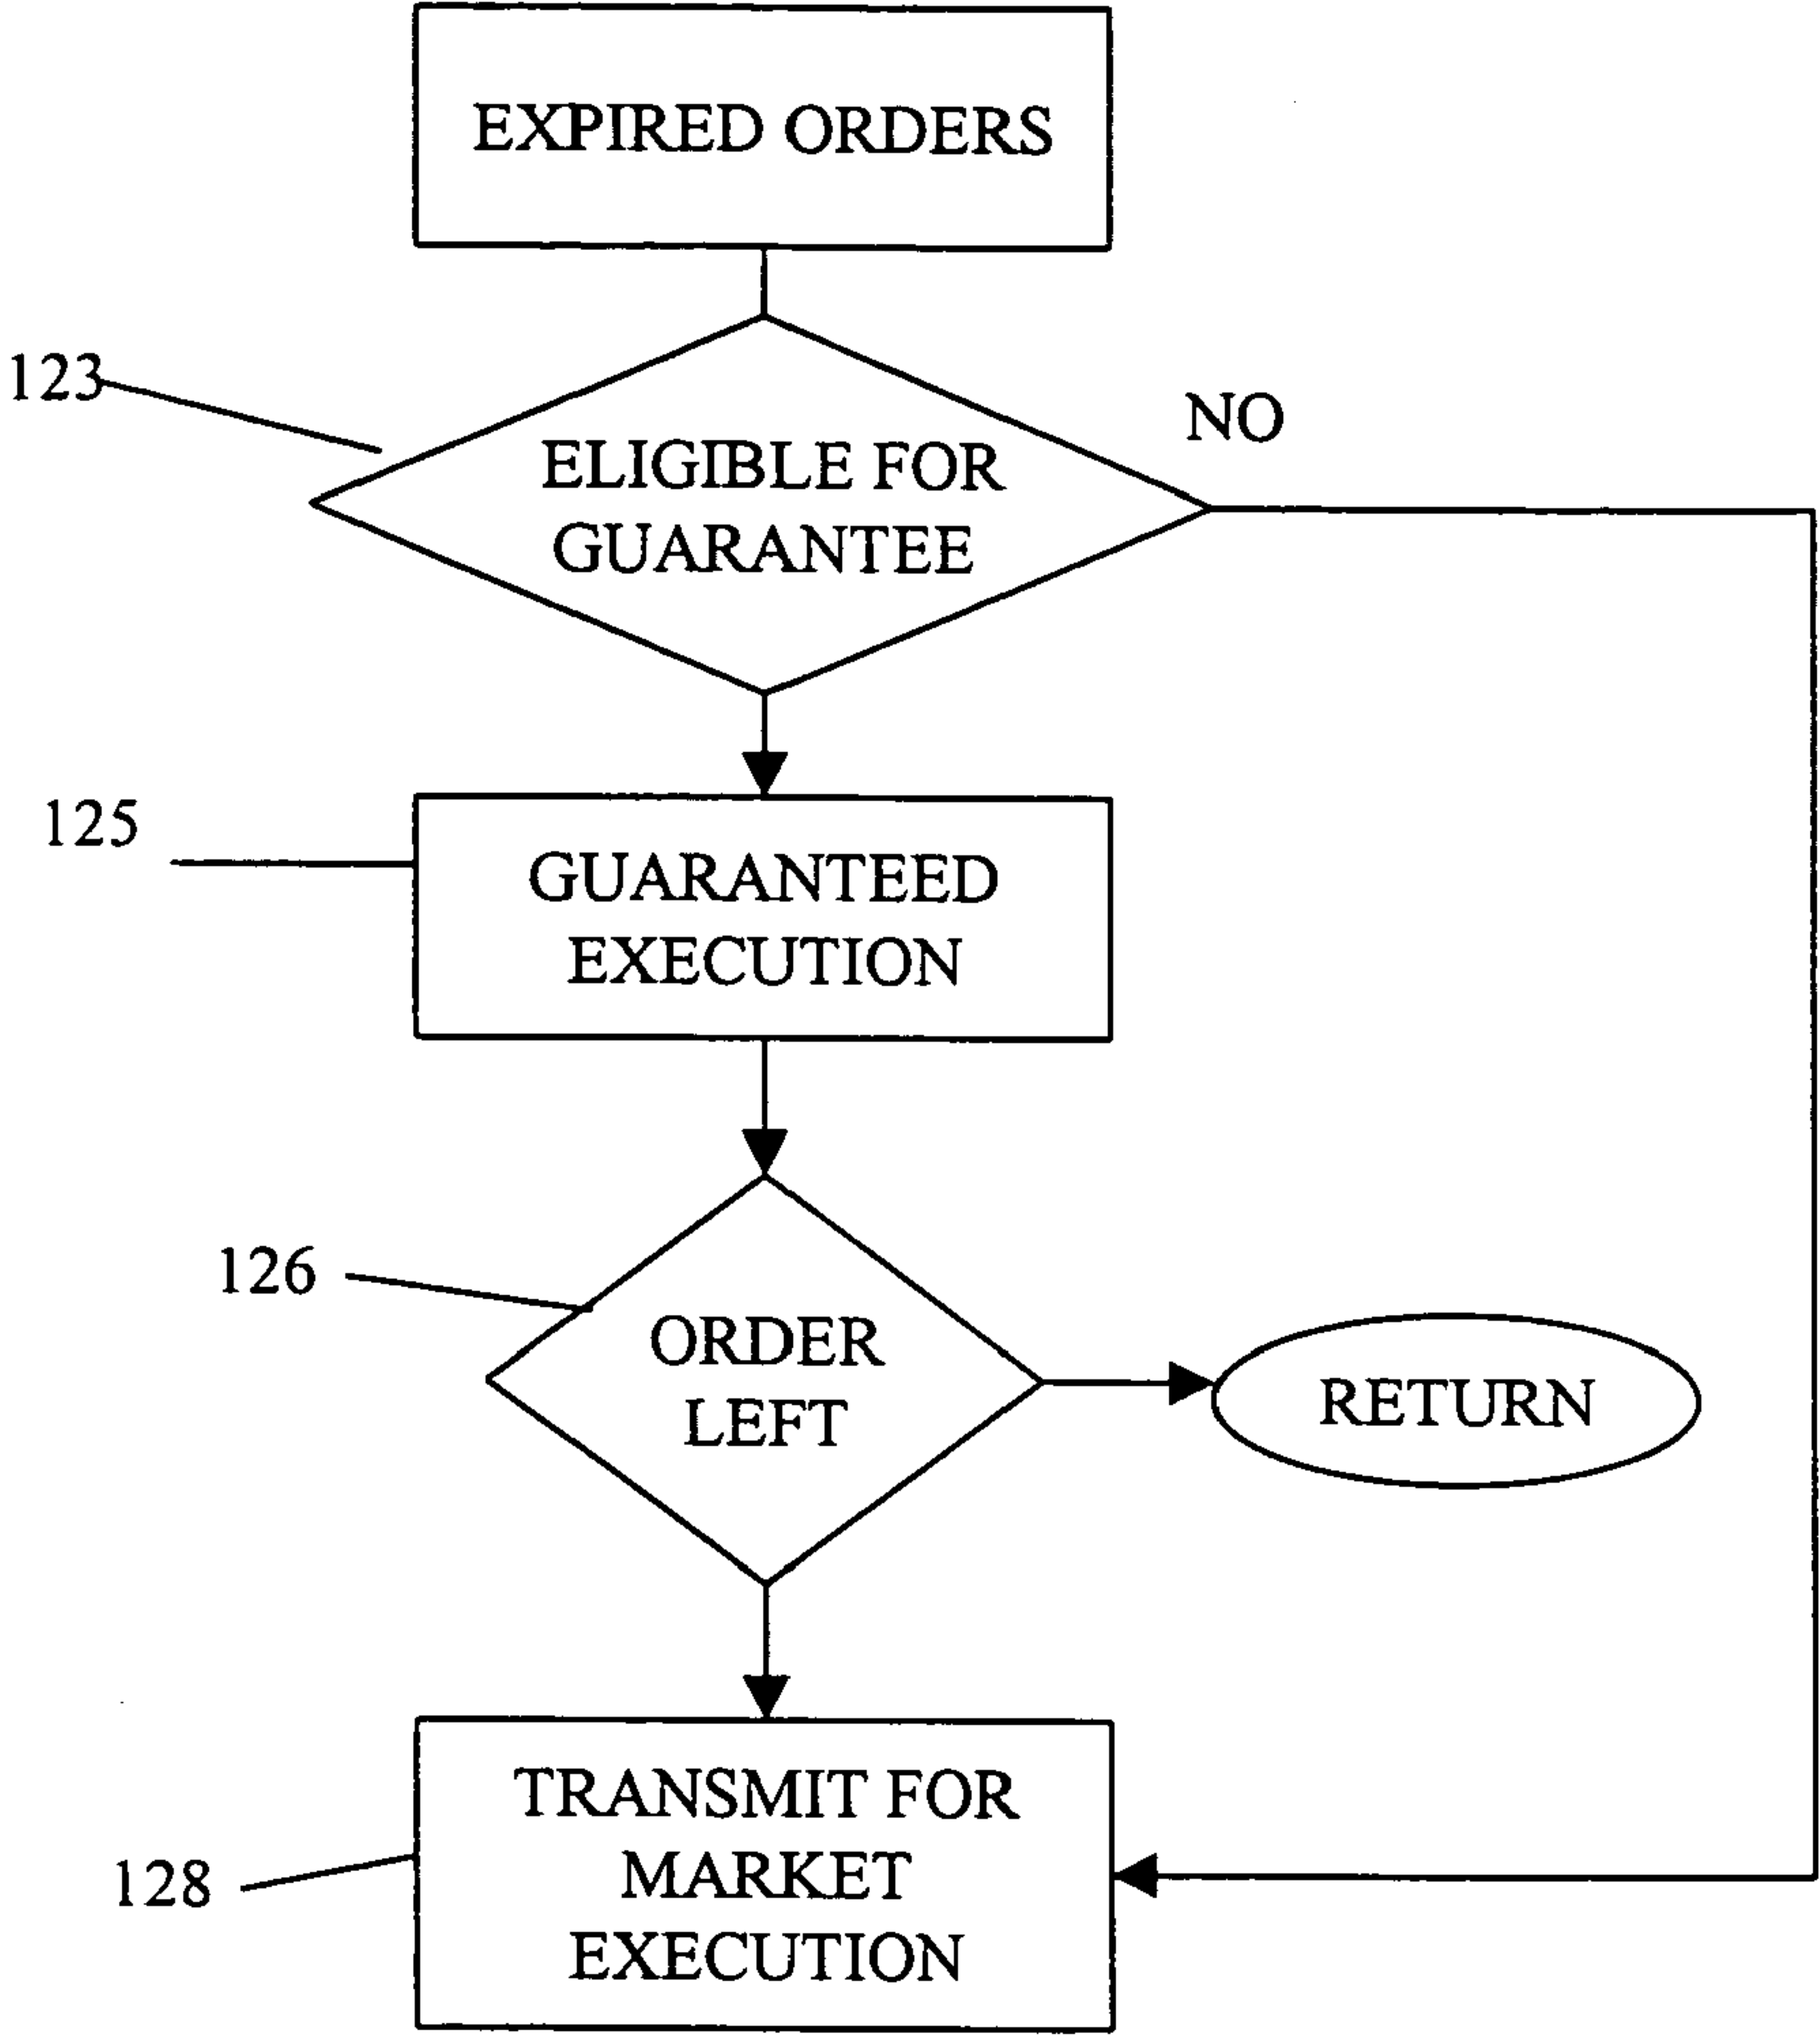 EXPIRED ORDERS
123
NO
ELIGIBLE FOR
GUARANTEE
125
GUARANTEED
EXECUTION
126
ORDER
LEFT
RETURN
TRANSMIT FOR
MARKET
128
EXECUTION